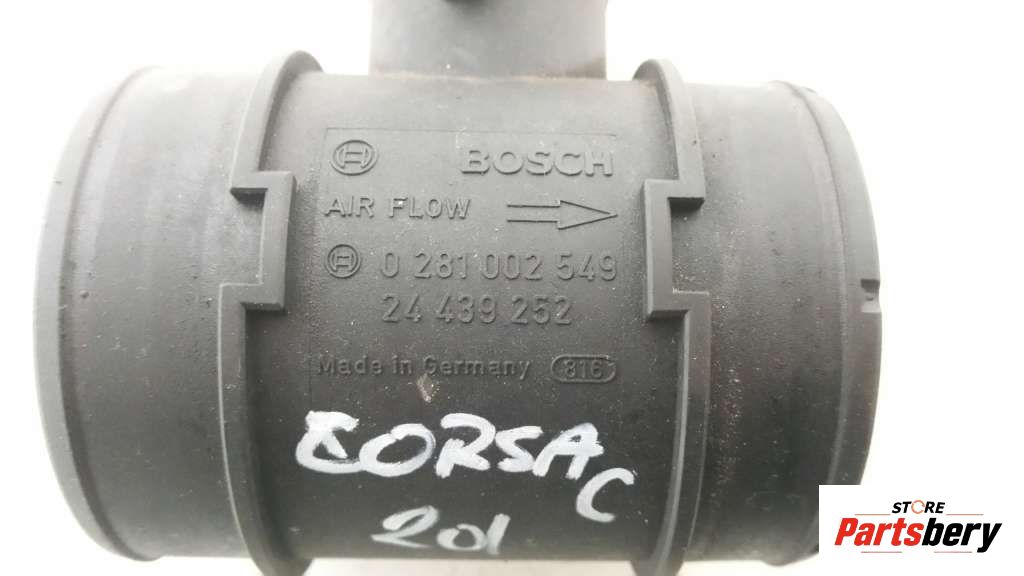 BOSCH
AIR FLOW
0 281 002 549
24 439 252
Made in Germany 816
CORSA C
201
STORE
Partsbery